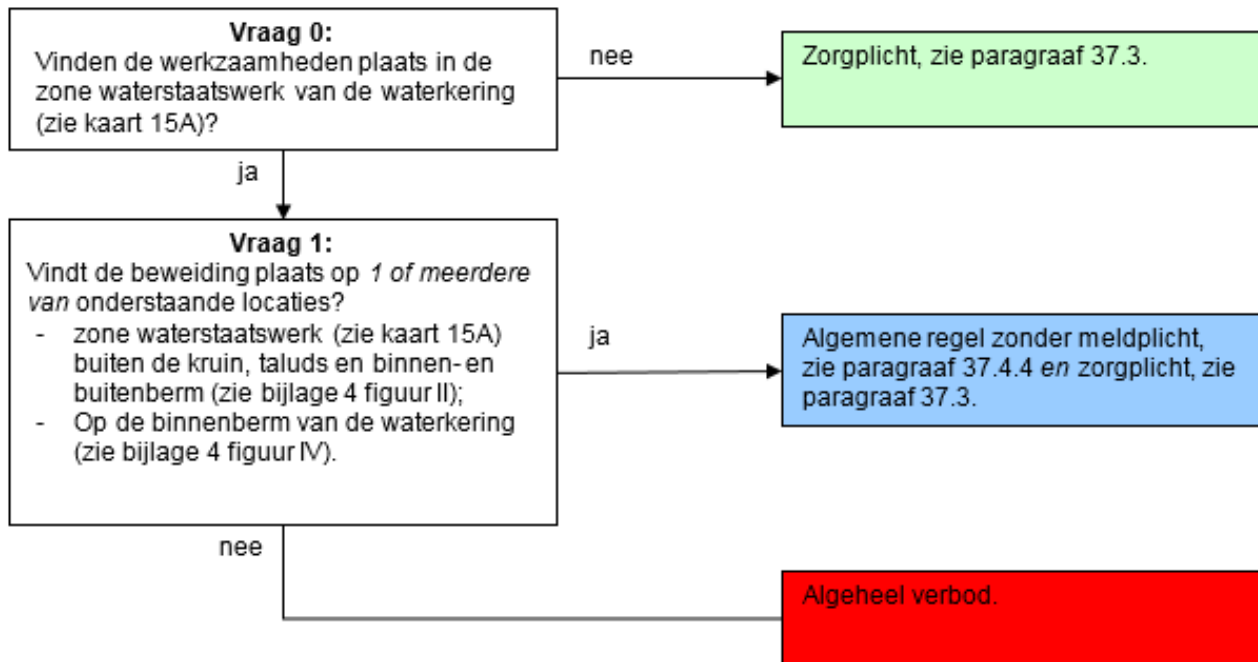 Vraag 0:
Vinden de werkzaamheden plaats in de
zone waterstaatswerk van de waterkering
(zie kaart 15A)?
nee
Zorgplicht, zie paragraaf 37.3.
ja
Vraag 1:
Vindt de beweiding plaats op 1 of meerdere
van onderstaande locaties?
- zone waterstaatswerk (zie kaart 15A)
buiten de kruin, taluds en binnen- en
buitenberm (zie bijlage 4 figuur II);
- Op de binnenberm van de waterkering
(zie bijlage 4 figuur IV).
ja
Algemene regel zonder meldplicht,
zie paragraaf 37.4.4 en zorgplicht, zie
paragraaf 37.3.
nee
Algeheel verbod.